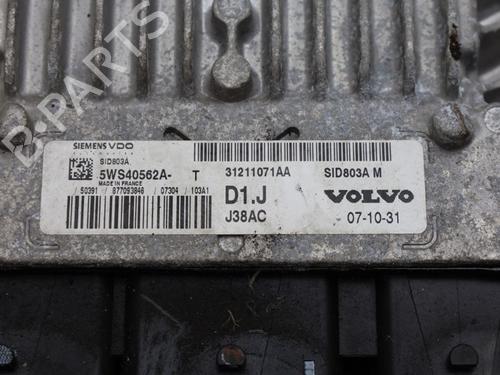 B-PARTS
SIEMENS VDO
SID803A
5WS40562A- T
MADE IN FRANCE
50391 / 877093848 / 07304 / 103A1
31211071AA SID803A M
D1.J VOLVO
J38AC 07-10-31